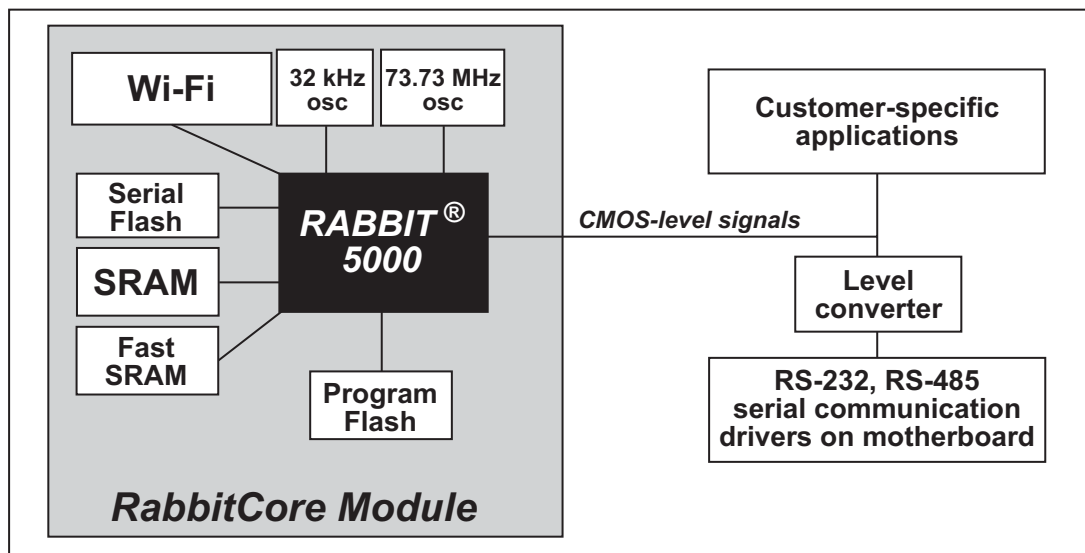 Wi-Fi
32 kHz
osc
73.73 MHz
osc
Serial
Flash
SRAM
Fast
SRAM
RABBIT®
5000
Program
Flash
RabbitCore Module
CMOS-level signals
Customer-specific
applications
Level
converter
RS-232, RS-485
serial communication
drivers on motherboard